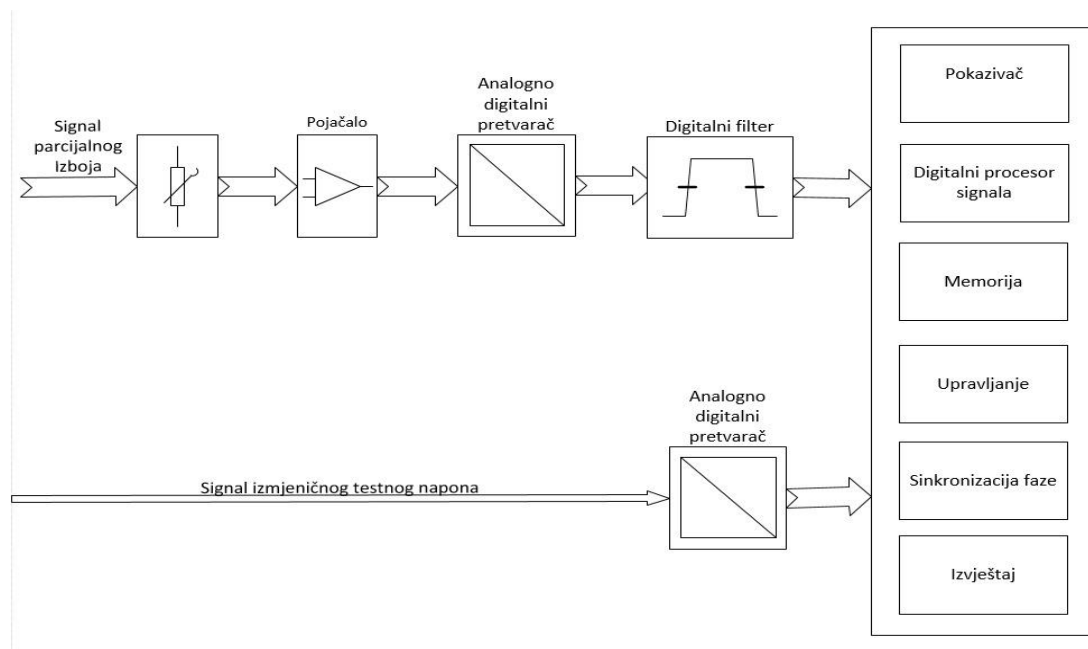 Signal
parcijalnog
Izboja
Pojačalo
Analogno
digitalni
pretvarač
Digitalni filter
Pokazivač
Digitalni procesor
signala
Memorija
Upravljanje
Analogno
digitalni
pretvarač
Signal izmjeničnog testnog napona
Sinkronizacija faze
Izvještaj